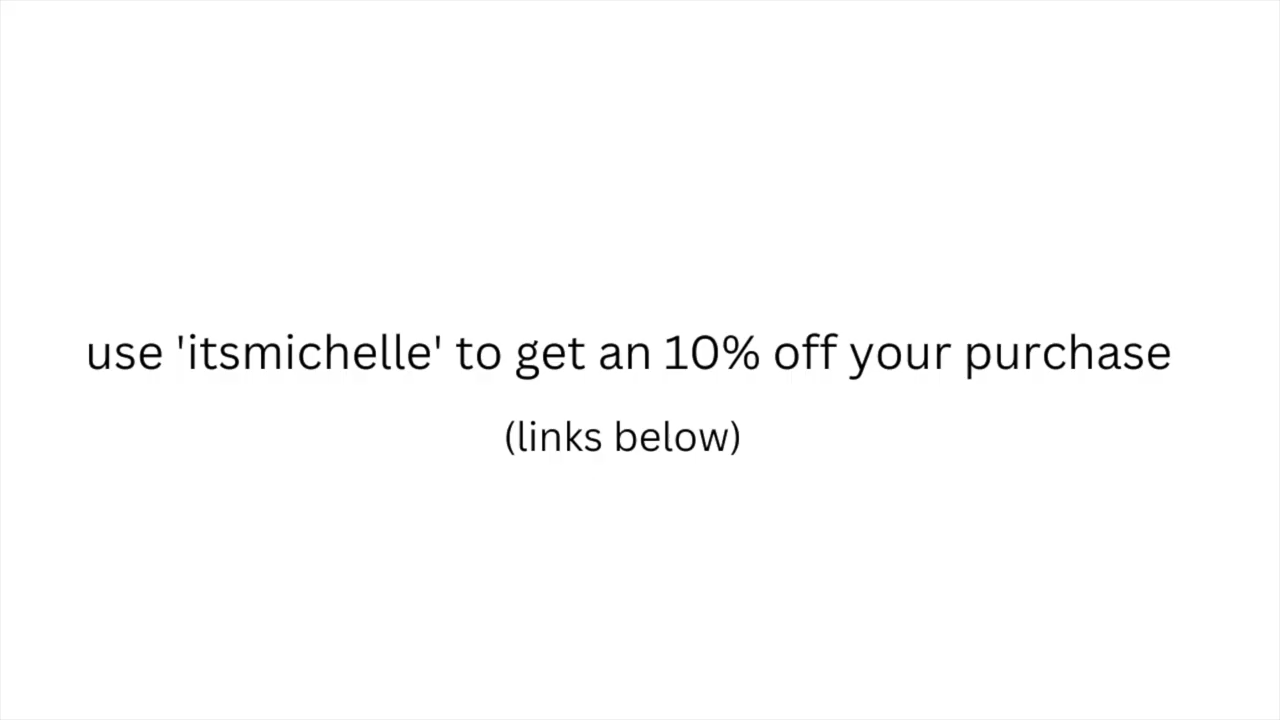 use 'itsmichelle' to get an 10% off your purchase
(links below)